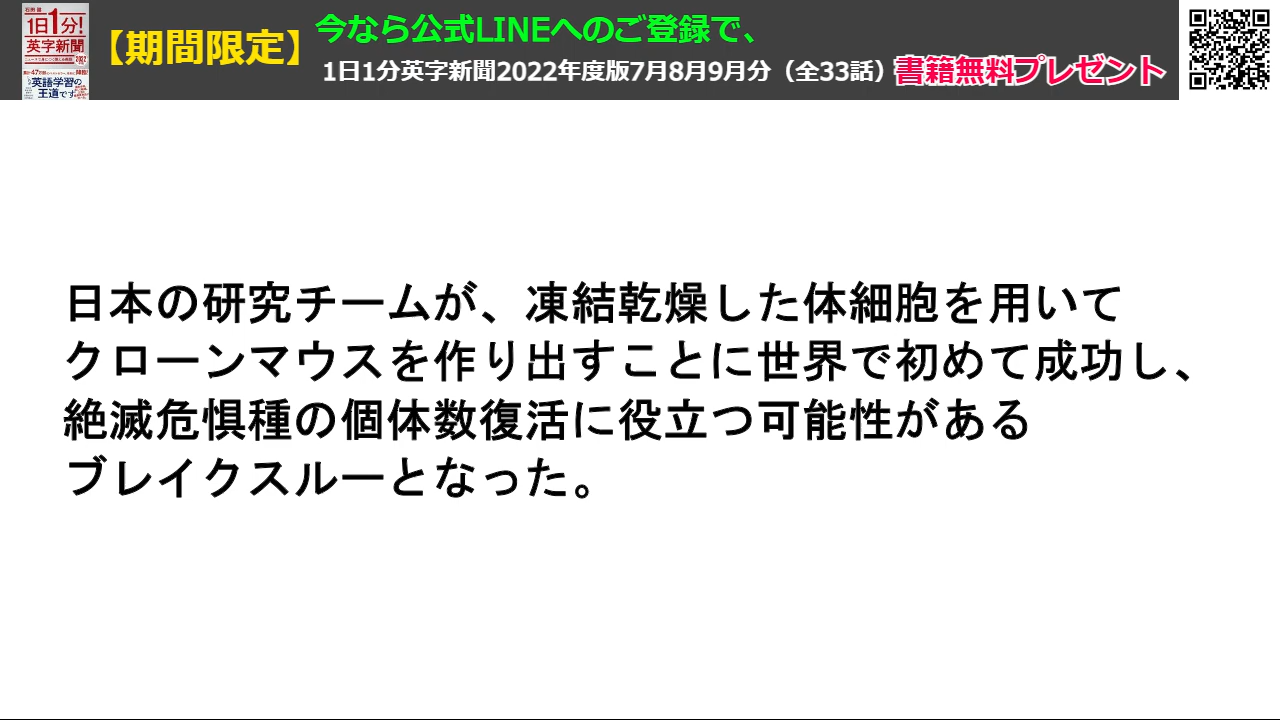 石田 健
1日1分!
英字新聞
2022
英語学習の
王道です
【期間限定】
今なら公式LINEへのご登録で、
1日1分英字新聞2022年度版7月8月9月分（全33話）書籍無料プレゼント
日本の研究チームが、凍結乾燥した体細胞を用いて
クローンマウスを作り出すことに世界で初めて成功し、
絶滅危惧種の個体数復活に役立つ可能性がある
ブレイクスルーとなった。